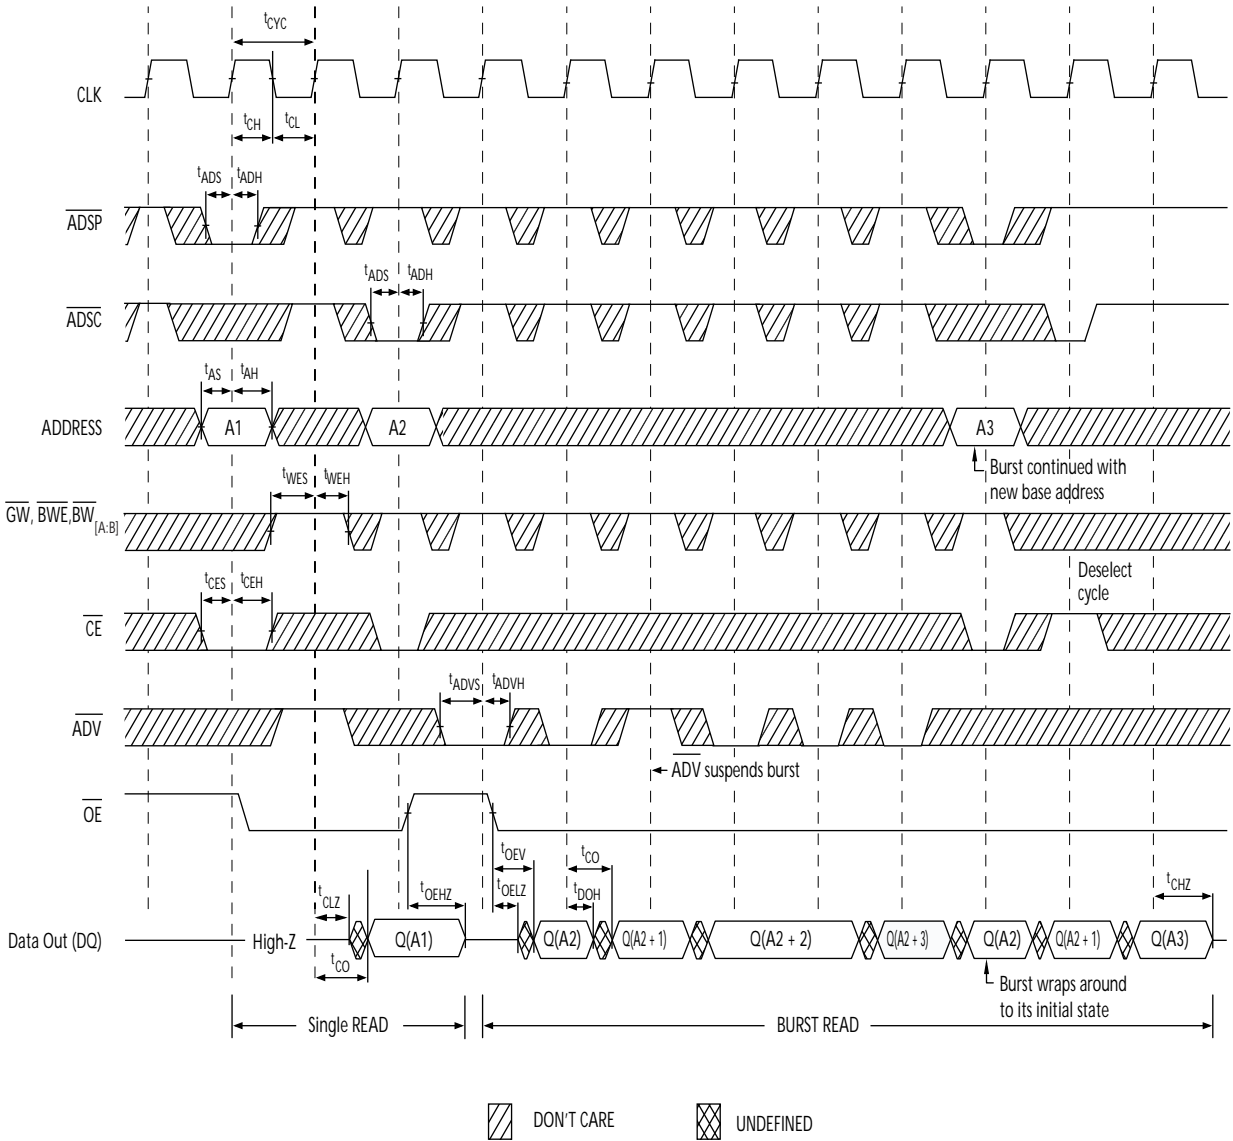 tCYC
CLK
tCH
tCL
tADS
tADH
ADSP
tADS
tADH
ADSC
tAS
tAH
ADDRESS
A1
A2
A3
Burst continued with
new base address
tWES
tWEH
GW, BWE,BW[A:B]
Deselect
cycle
tCES
tCEH
CE
tADVS
tADVH
ADV
ADV suspends burst
OE
tOEV
tCO
tCLZ
tOEHZ
tOELZ
tDOH
tCHZ
Data Out (DQ)
High-Z
Q(A1)
Q(A2)
Q(A2 + 1)
Q(A2 + 2)
Q(A2 + 3)
Q(A2)
Q(A2 + 1)
Q(A3)
tCO
Burst wraps around
to its initial state
Single READ
BURST READ
DON'T CARE
UNDEFINED